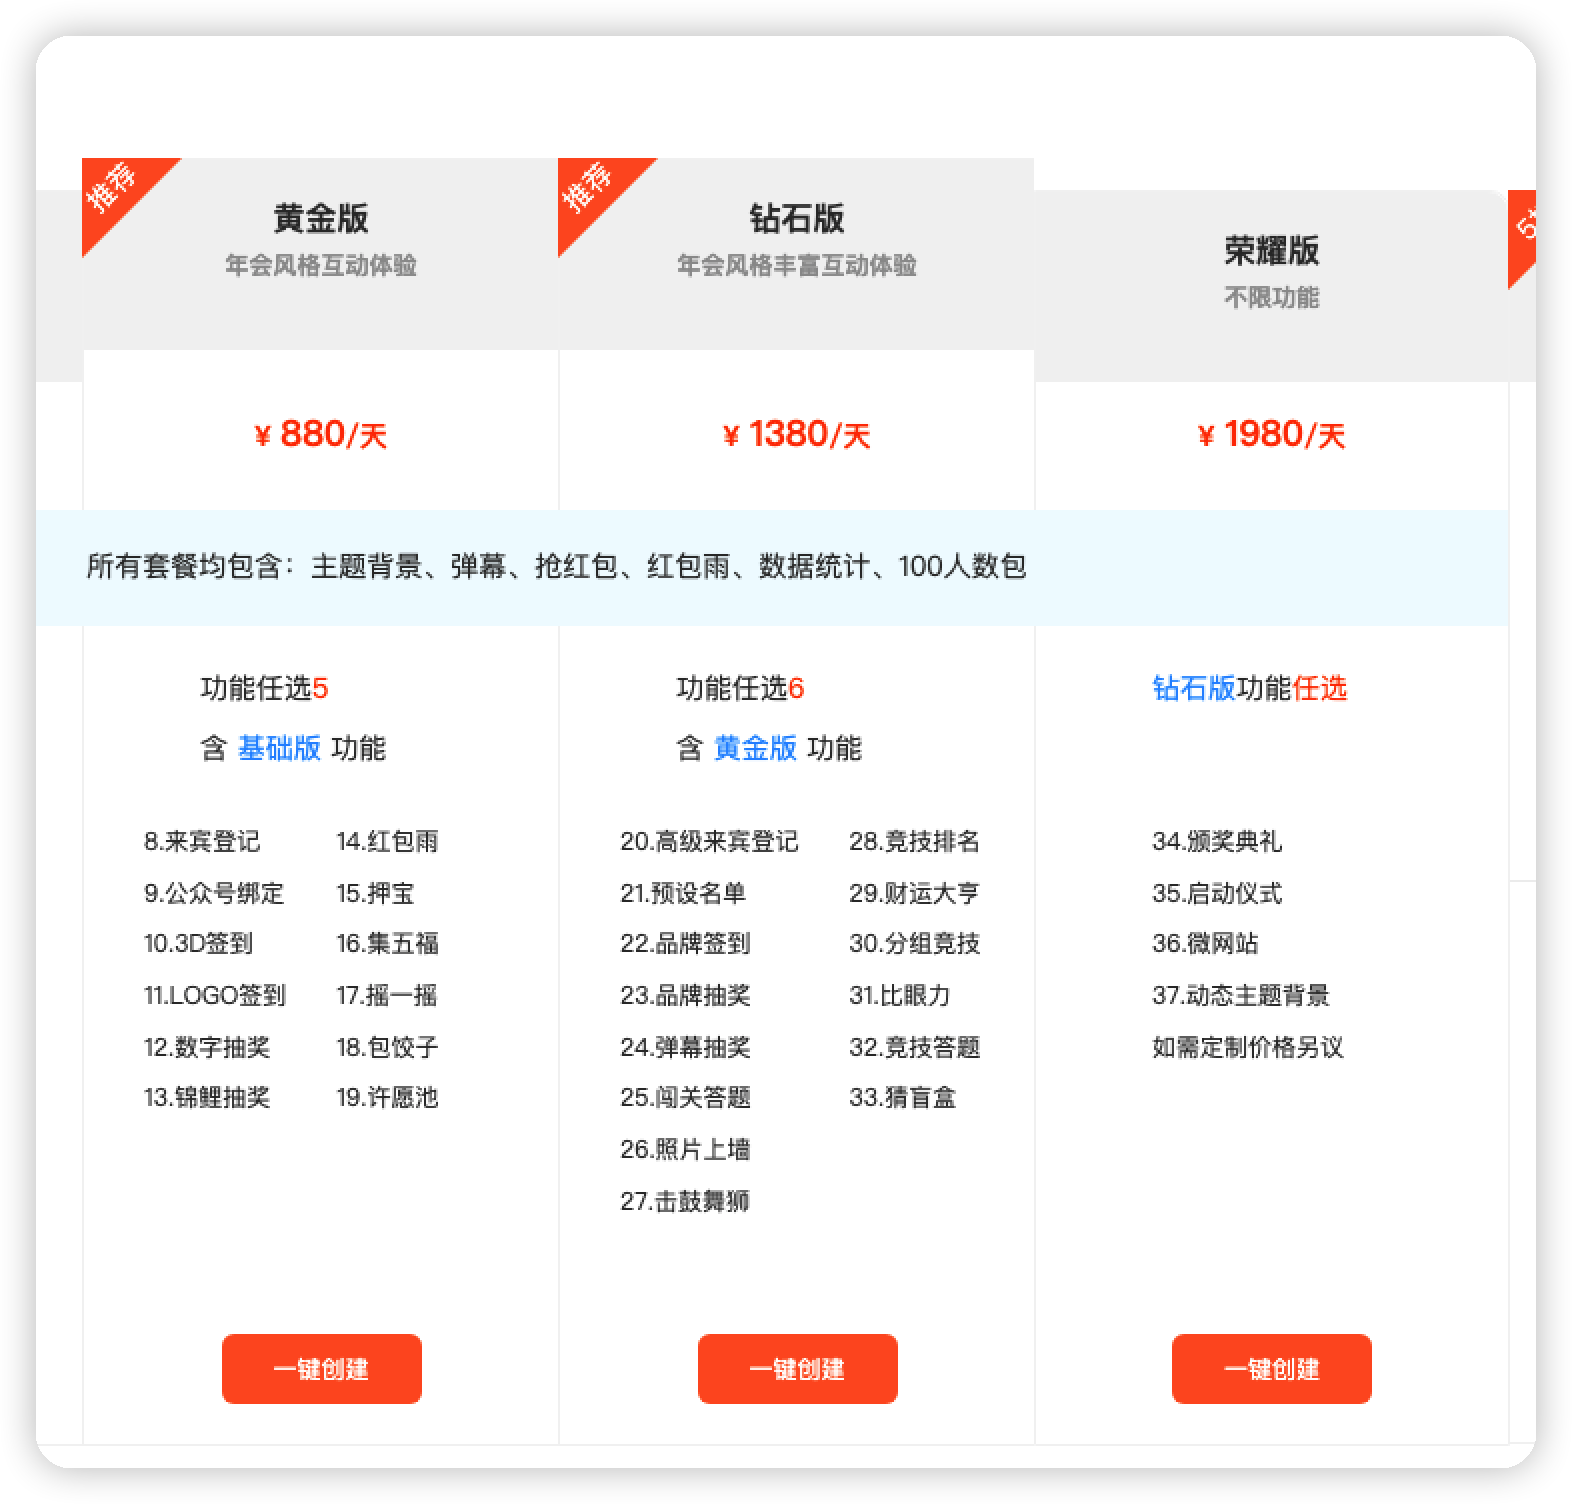 推荐
黄金版
年会风格互动体验
推荐
钻石版
年会风格丰富互动体验
荣耀版
不限功能
¥ 880/天
¥ 1380/天
¥ 1980/天
所有套餐均包含：主题背景、弹幕、抢红包、红包雨、数据统计、100人数包
功能任选5
含 基础版 功能
8.来宾登记
9.公众号绑定
10.3D签到
11.LOGO签到
12.数字抽奖
13.锦鲤抽奖
14.红包雨
15.押宝
16.集五福
17.摇一摇
18.包饺子
19.许愿池
一键创建
功能任选6
含 黄金版 功能
20.高级来宾登记
21.预设名单
22.品牌签到
23.品牌抽奖
24.弹幕抽奖
25.闯关答题
26.照片上墙
27.击鼓舞狮
28.竞技排名
29.财运大亨
30.分组竞技
31.比眼力
32.竞技答题
33.猜盲盒
一键创建
钻石版功能任选
34.颁奖典礼
35.启动仪式
36.微网站
37.动态主题背景
如需定制价格另议
一键创建